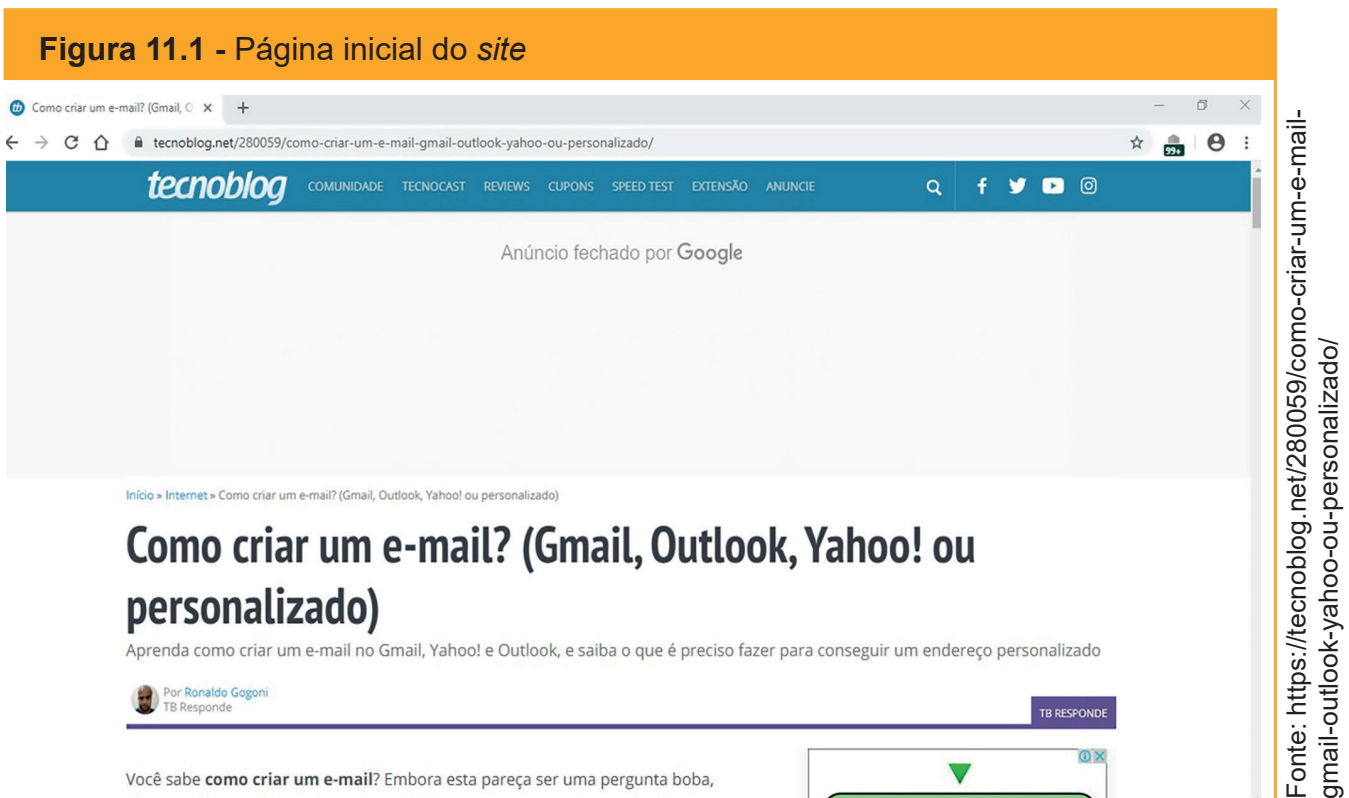 Figura 11.1 - Página inicial do site
Como criar um e-mail? (Gmail, O
tecnoblog.net/280059/como-criar-um-e-mail-gmail-outlook-yahoo-ou-personalizado/
99+
tecnoblog COMUNIDADE TECNOCAST REVIEWS CUPONS SPEED TEST EXTENSÃO ANUNCIE
Anúncio fechado por Google
Início » Internet » Como criar um e-mail? (Gmail, Outlook, Yahoo! ou personalizado)
Como criar um e-mail? (Gmail, Outlook, Yahoo! ou
personalizado)
Aprenda como criar um e-mail no Gmail, Yahoo! e Outlook, e saiba o que é preciso fazer para conseguir um endereço personalizado
Por Ronaldo Gogoni
TB Responde
TB RESPONDE
Você sabe como criar um e-mail? Embora esta pareça ser uma pergunta boba,
Fonte: https://tecnoblog.net/280059/como-criar-um-e-mail-
gmail-outlook-yahoo-ou-personalizado/